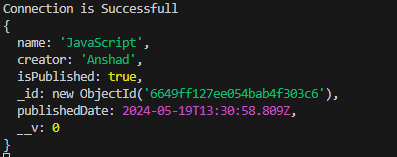 Connection is Successfull
{
  name: 'JavaScript',
  creator: 'Anshad',
  isPublished: true,
  _id: new ObjectId('6649ff127ee054bab4f303c6'),
  publishedDate: 2024-05-19T13:30:58.809Z,
  __v: 0
}